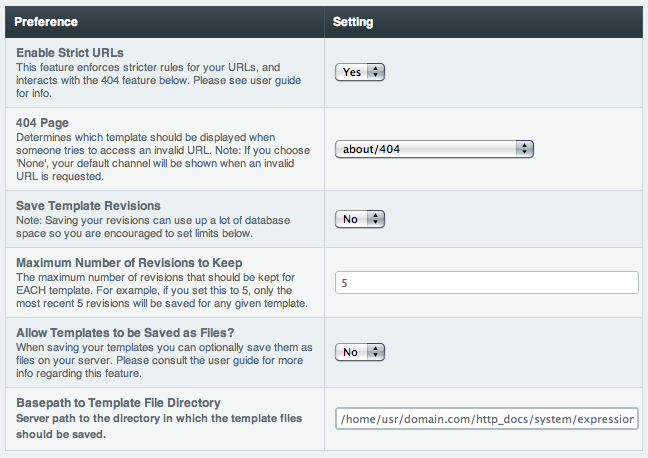 Preference Setting
Enable Strict URLs
This feature enforces stricter rules for your URLs, and
interacts with the 404 feature below. Please see user guide
for info.
Yes
404 Page
Determines which template should be displayed when
someone tries to access an invalid URL. Note: If you choose
'None', your default channel will be shown when an invalid
URL is requested.
about/404
Save Template Revisions
Note: Saving your revisions can use up a lot of database
space so you are encouraged to set limits below.
No
Maximum Number of Revisions to Keep
The maximum number of revisions that should be kept for
EACH template. For example, if you set this to 5, only the
most recent 5 revisions will be saved for any given template.
5
Allow Templates to be Saved as Files?
When saving your templates you can optionally save them as
files on your server. Please consult the user guide for more
info regarding this feature.
No
Basepath to Template File Directory
Server path to the directory in which the template files
should be saved.
/home/usr/domain.com/http_docs/system/expression